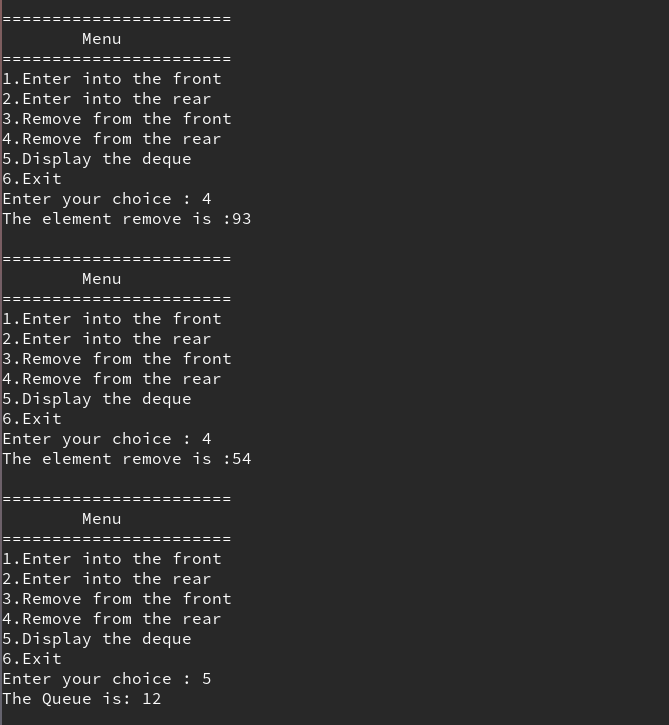 =======================
Menu
=======================
1.Enter into the front
2.Enter into the rear
3.Remove from the front
4.Remove from the rear
5.Display the deque
6.Exit
Enter your choice : 4
The element remove is :93
=======================
Menu
=======================
1.Enter into the front
2.Enter into the rear
3.Remove from the front
4.Remove from the rear
5.Display the deque
6.Exit
Enter your choice : 4
The element remove is :54
=======================
Menu
=======================
1.Enter into the front
2.Enter into the rear
3.Remove from the front
4.Remove from the rear
5.Display the deque
6.Exit
Enter your choice : 5
The Queue is: 12